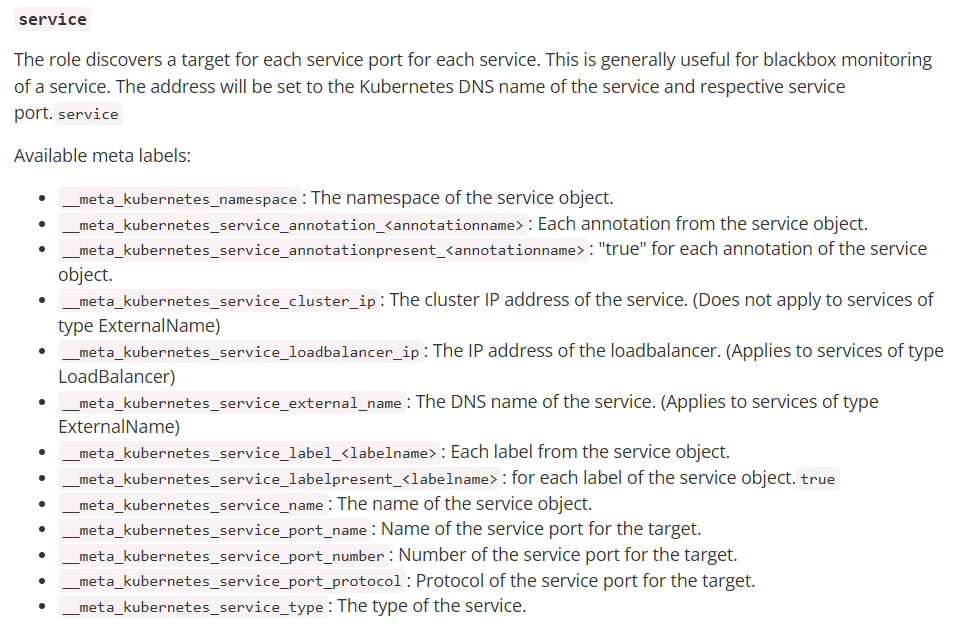 service
The role discovers a target for each service port for each service. This is generally useful for blackbox monitoring
of a service. The address will be set to the Kubernetes DNS name of the service and respective service
port. service
Available meta labels:
• __meta_kubernetes_namespace: The namespace of the service object.
• __meta_kubernetes_service_annotation_<annotationname>: Each annotation from the service object.
• __meta_kubernetes_service_annotationpresent_<annotationname>: "true" for each annotation of the service
object.
• __meta_kubernetes_service_cluster_ip: The cluster IP address of the service. (Does not apply to services of
type ExternalName)
• __meta_kubernetes_service_loadbalancer_ip: The IP address of the loadbalancer. (Applies to services of type
LoadBalancer)
• __meta_kubernetes_service_external_name: The DNS name of the service. (Applies to services of type
ExternalName)
• __meta_kubernetes_service_label_<labelname>: Each label from the service object.
• __meta_kubernetes_service_labelpresent_<labelname>: for each label of the service object. true
• __meta_kubernetes_service_name: The name of the service object.
• __meta_kubernetes_service_port_name: Name of the service port for the target.
• __meta_kubernetes_service_port_number: Number of the service port for the target.
• __meta_kubernetes_service_port_protocol: Protocol of the service port for the target.
• __meta_kubernetes_service_type: The type of the service.